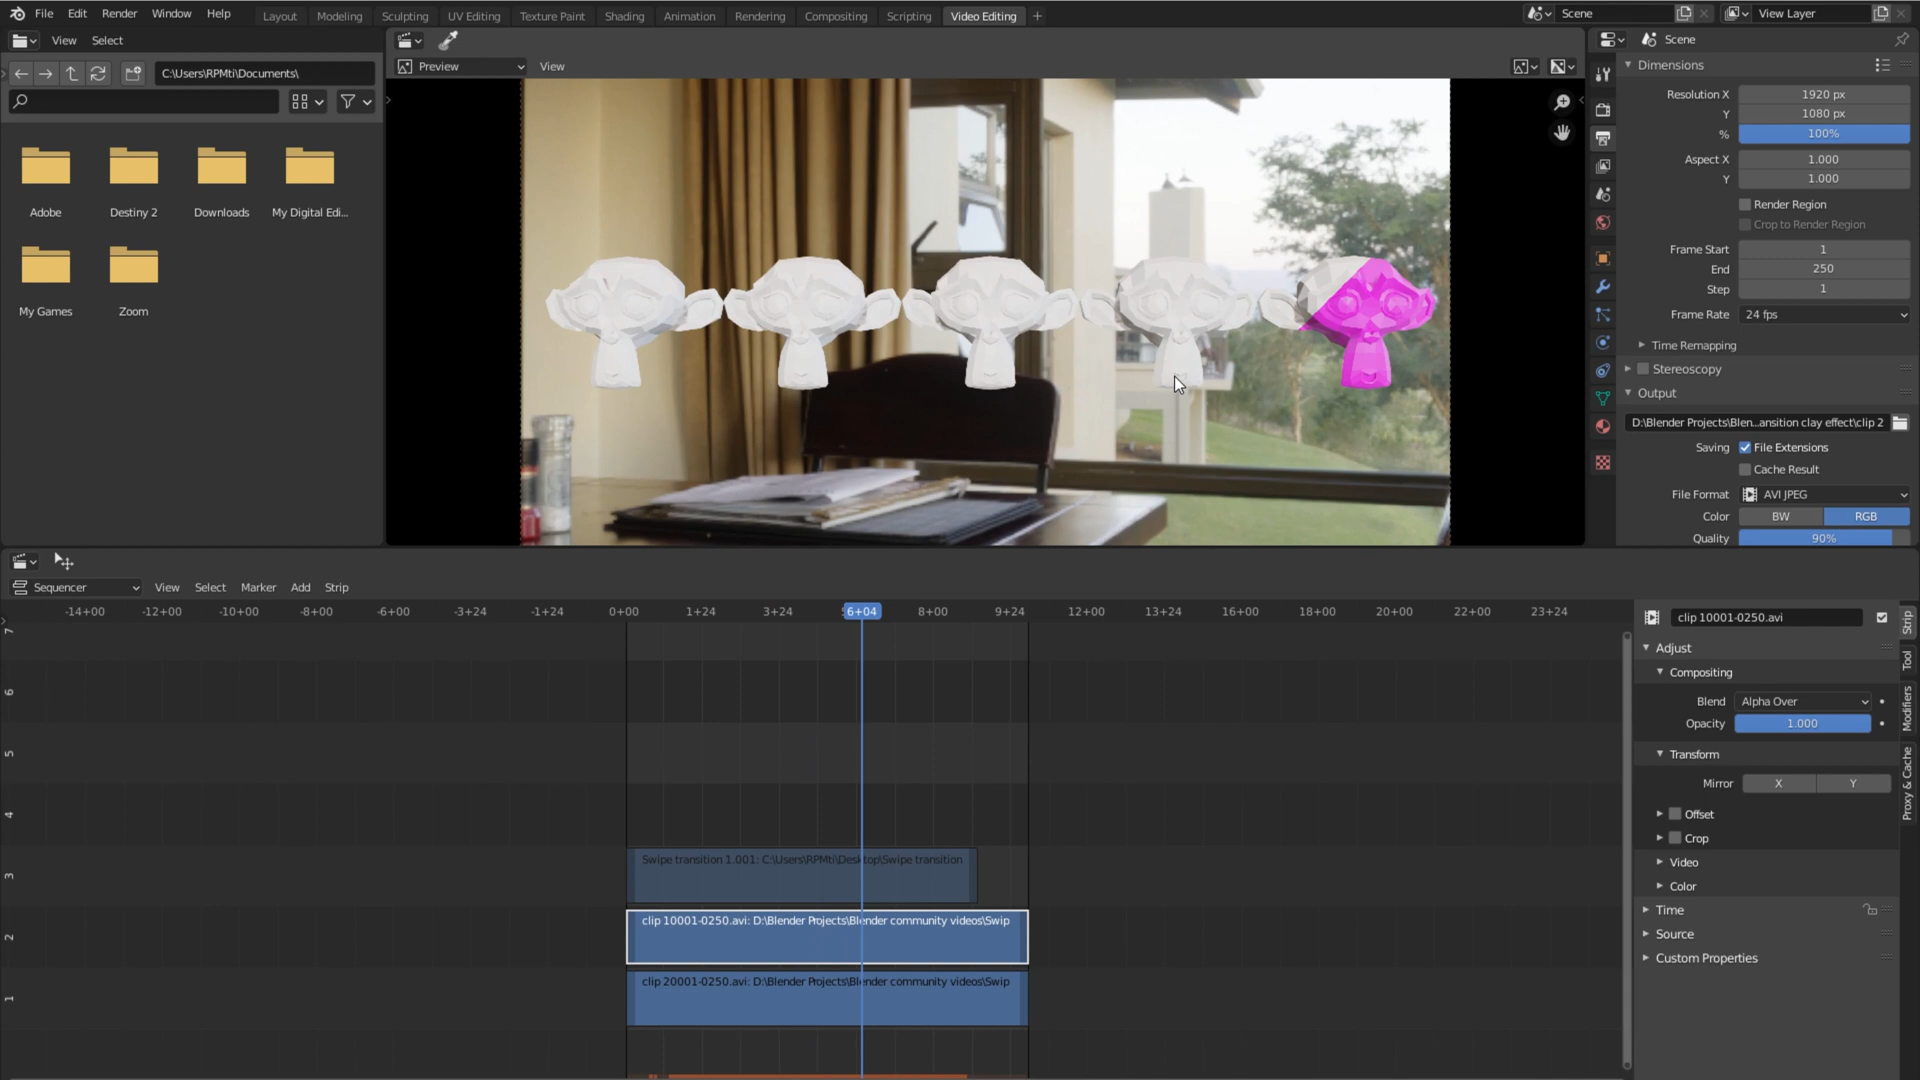 File Edit Render Window Help
Layout Modeling Sculpting UV Editing Texture Paint Shading Animation Rendering Compositing Scripting Video Editing +
Scene
View Layer
View Select
C:\Users\RPMti\Documents\
Adobe
Destiny 2
Downloads
My Digital Edi...
My Games
Zoom
Preview
View
Scene
Dimensions
Resolution X 1920 px
Y 1080 px
% 100%
Aspect X 1.000
Y 1.000
Render Region
Crop to Render Region
Frame Start 1
End 250
Step 1
Frame Rate 24 fps
Time Remapping
Stereoscopy
Output
D:\Blender Projects\Blen...ansition clay effect\clip 2
Saving File Extensions
Cache Result
File Format AVI JPEG
Color BW RGB
Quality 90%
Sequencer View Select Marker Add Strip
-14+00 -12+00 -10+00 -8+00 -6+00 -3+24 -1+24 0+00 1+24 3+24 6+04 8+00 9+24 12+00 13+24 16+00 18+00 20+00 22+00 23+24
7
6
5
4
3
2
1
Swipe transition 1.001: C:\Users\RPMti\Desktop\Swipe transition
clip 10001-0250.avi: D:\Blender Projects\Blender community videos\Swip
clip 20001-0250.avi: D:\Blender Projects\Blender community videos\Swip
clip 10001-0250.avi
Adjust
Compositing
Blend Alpha Over
Opacity 1.000
Transform
Mirror X Y
Offset
Crop
Video
Color
Time
Source
Custom Properties
Strip
Tool
Modifiers
Proxy & Cache